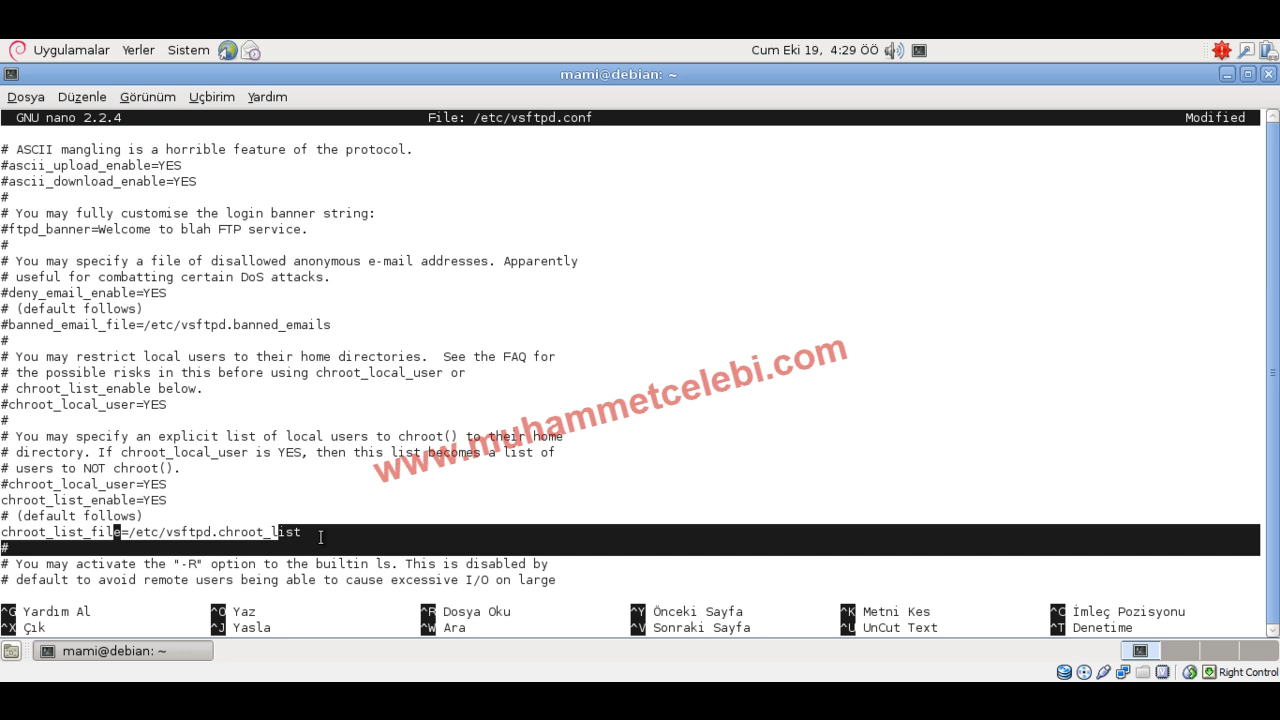 Uygulamalar Yerler Sistem Cum Eki 19, 4:29 ÖÖ
mami@debian: ~
Dosya Düzenle Görünüm Uçbirim Yardım
GNU nano 2.2.4 File: /etc/vsftpd.conf Modified
# ASCII mangling is a horrible feature of the protocol.
#ascii_upload_enable=YES
#ascii_download_enable=YES
#
# You may fully customise the login banner string:
#ftpd_banner=Welcome to blah FTP service.
#
# You may specify a file of disallowed anonymous e-mail addresses. Apparently
# useful for combatting certain DoS attacks.
#deny_email_enable=YES
# (default follows)
#banned_email_file=/etc/vsftpd.banned_emails
#
# You may restrict local users to their home directories.  See the FAQ for
# the possible risks in this before using chroot_local_user or
# chroot_list_enable below.
#chroot_local_user=YES
#
# You may specify an explicit list of local users to chroot() to their home
# directory. If chroot_local_user is YES, then this list becomes a list of
# users to NOT chroot().
#chroot_local_user=YES
chroot_list_enable=YES
# (default follows)
chroot_list_file=/etc/vsftpd.chroot_list
#
# You may activate the "-R" option to the builtin ls. This is disabled by
# default to avoid remote users being able to cause excessive I/O on large
www.muhammetcelebi.com
^G Yardım Al ^O Yaz ^R Dosya Oku ^Y Önceki Sayfa ^K Metni Kes ^C İmleç Pozisyonu
^X Çık ^J Yasla ^W Ara ^V Sonraki Sayfa ^U UnCut Text ^T Denetime
mami@debian: ~
Right Control